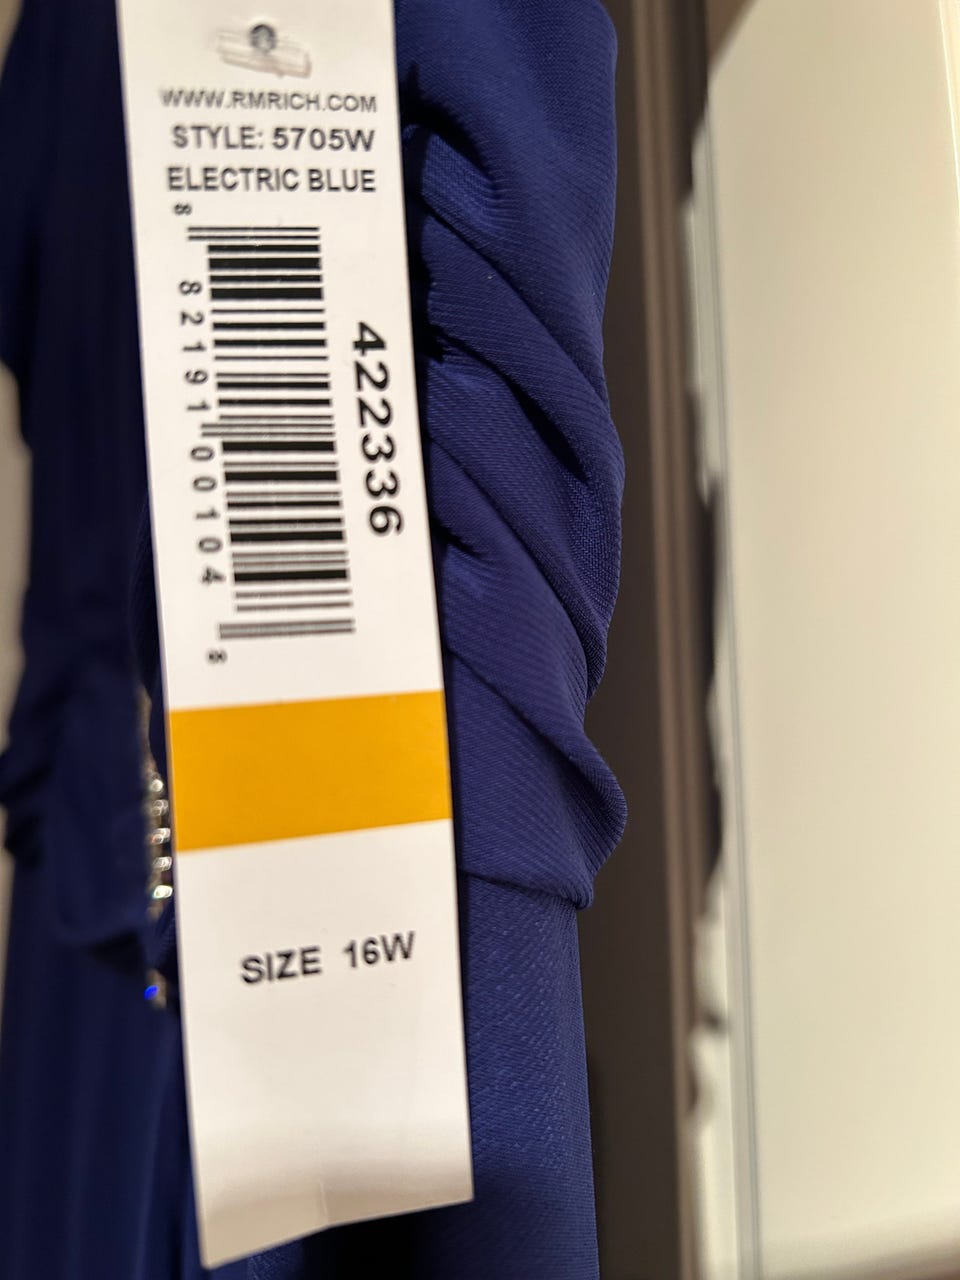 WWW.RMRICH.COM
STYLE: 5705W
ELECTRIC BLUE
8 82191 00104 8
422336
SIZE 16W